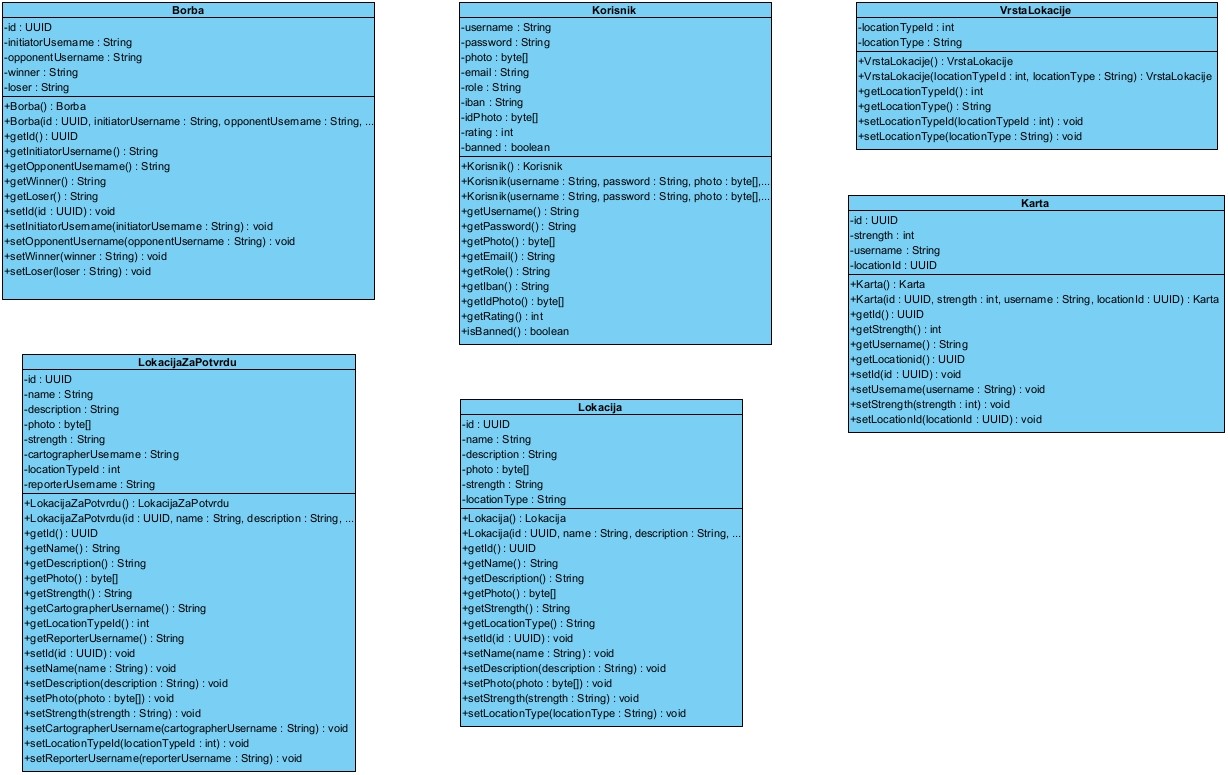 Borba
-id : UUID
-initiatorUsername : String
-opponentUsername : String
-winner : String
-loser : String
+Borba() : Borba
+Borba(id : UUID, initiatorUsername : String, opponentUsername : String, ...
+getId() : UUID
+getInitiatorUsername() : String
+getOpponentUsername() : String
+getWinner() : String
+getLoser() : String
+setId(id : UUID) : void
+setInitiatorUsername(initiatorUsername : String) : void
+setOpponentUsername(opponentUsername : String) : void
+setWinner(winner : String) : void
+setLoser(loser : String) : void
Korisnik
-username : String
-password : String
-photo : byte[]
-email : String
-role : String
-iban : String
-idPhoto : byte[]
-rating : int
-banned : boolean
+Korisnik() : Korisnik
+Korisnik(username : String, password : String, photo : byte[],...
+Korisnik(username : String, password : String, photo : byte[],...
+getUsername() : String
+getPassword() : String
+getPhoto() : byte[]
+getEmail() : String
+getRole() : String
+getIban() : String
+getIdPhoto() : byte[]
+getRating() : int
+isBanned() : boolean
VrstaLokacije
-locationTypeId : int
-locationType : String
+VrstaLokacije() : VrstaLokacije
+VrstaLokacije(locationTypeId : int, locationType : String) : VrstaLokacije
+getLocationTypeId() : int
+getLocationType() : String
+setLocationTypeId(locationTypeId : int) : void
+setLocationType(locationType : String) : void
Karta
-id : UUID
-strength : int
-username : String
-locationId : UUID
+Karta() : Karta
+Karta(id : UUID, strength : int, username : String, locationId : UUID) : Karta
+getId() : UUID
+getStrength() : int
+getUsername() : String
+getLocationid() : UUID
+setId(id : UUID) : void
+setUsername(username : String) : void
+setStrength(strength : int) : void
+setLocationId(locationId : UUID) : void
LokacijaZaPotvrdu
-id : UUID
-name : String
-description : String
-photo : byte[]
-strength : String
-cartographerUsername : String
-locationTypeId : int
-reporterUsername : String
+LokacijaZaPotvrdu() : LokacijaZaPotvrdu
+LokacijaZaPotvrdu(id : UUID, name : String, description : String, ...
+getId() : UUID
+getName() : String
+getDescription() : String
+getPhoto() : byte[]
+getStrength() : String
+getCartographerUsername() : String
+getLocationTypeId() : int
+getReporterUsername() : String
+setId(id : UUID) : void
+setName(name : String) : void
+setDescription(description : String) : void
+setPhoto(photo : byte[]) : void
+setStrength(strength : String) : void
+setCartographerUsername(cartographerUsername : String) : void
+setLocationTypeId(locationTypeId : int) : void
+setReporterUsername(reporterUsername : String) : void
Lokacija
-id : UUID
-name : String
-description : String
-photo : byte[]
-strength : String
-locationType : String
+Lokacija() : Lokacija
+Lokacija(id : UUID, name : String, description : String, ...
+getId() : UUID
+getName() : String
+getDescription() : String
+getPhoto() : byte[]
+getStrength() : String
+getLocationType() : String
+setId(id : UUID) : void
+setName(name : String) : void
+setDescription(description : String) : void
+setPhoto(photo : byte[]) : void
+setStrength(strength : String) : void
+setLocationType(locationType : String) : void